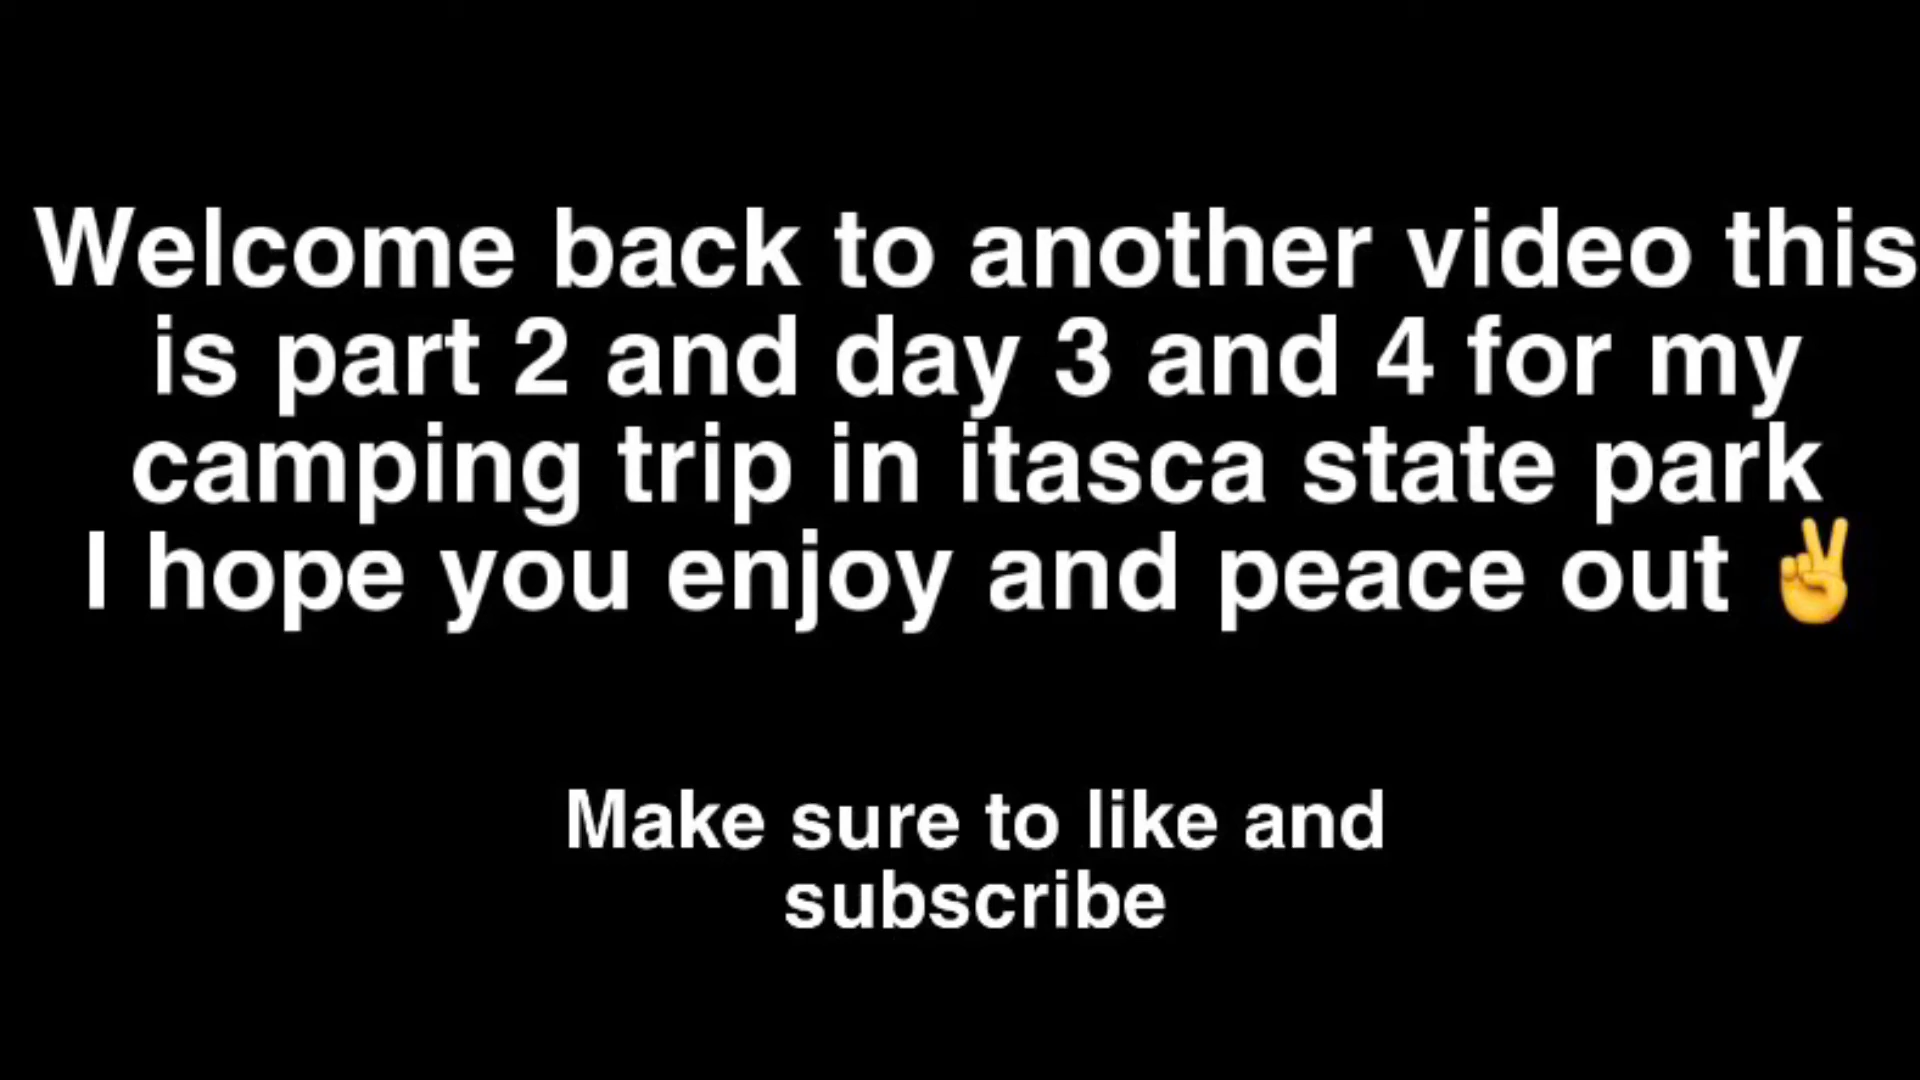 Welcome back to another video this
is part 2 and day 3 and 4 for my
camping trip in itasca state park
I hope you enjoy and peace out ✌️
Make sure to like and
subscribe